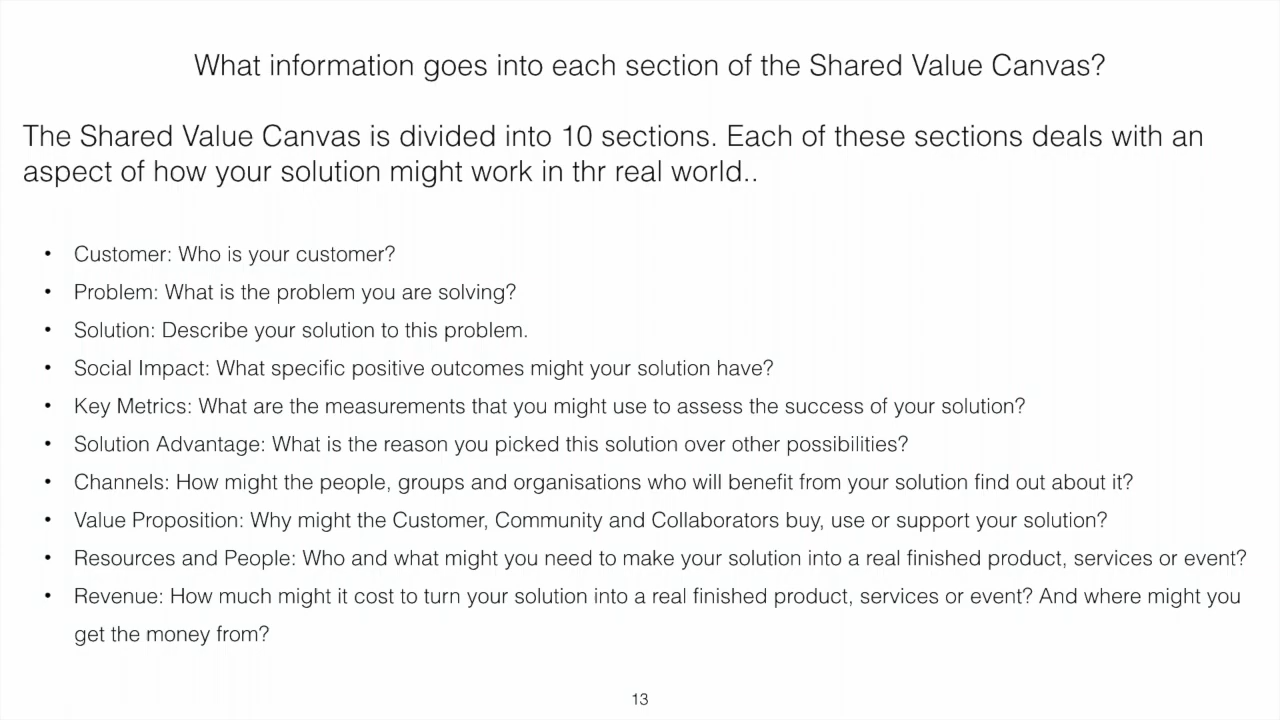 What information goes into each section of the Shared Value Canvas?
The Shared Value Canvas is divided into 10 sections. Each of these sections deals with an
aspect of how your solution might work in thr real world..
• Customer: Who is your customer?
• Problem: What is the problem you are solving?
• Solution: Describe your solution to this problem.
• Social Impact: What specific positive outcomes might your solution have?
• Key Metrics: What are the measurements that you might use to assess the success of your solution?
• Solution Advantage: What is the reason you picked this solution over other possibilities?
• Channels: How might the people, groups and organisations who will benefit from your solution find out about it?
• Value Proposition: Why might the Customer, Community and Collaborators buy, use or support your solution?
• Resources and People: Who and what might you need to make your solution into a real finished product, services or event?
• Revenue: How much might it cost to turn your solution into a real finished product, services or event? And where might you
get the money from?
13